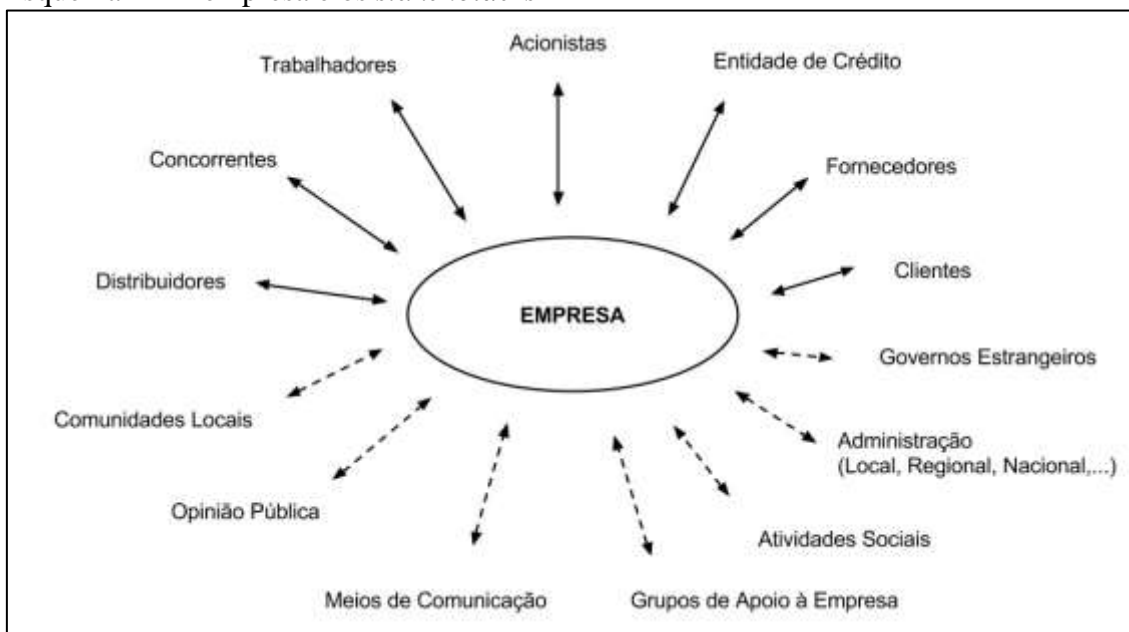 Acionistas
Trabalhadores
Entidade de Crédito
Concorrentes
Fornecedores
Distribuidores
Clientes
EMPRESA
Governos Estrangeiros
Comunidades Locais
Administração
(Local, Regional, Nacional,...)
Opinião Pública
Atividades Sociais
Meios de Comunicação
Grupos de Apoio à Empresa